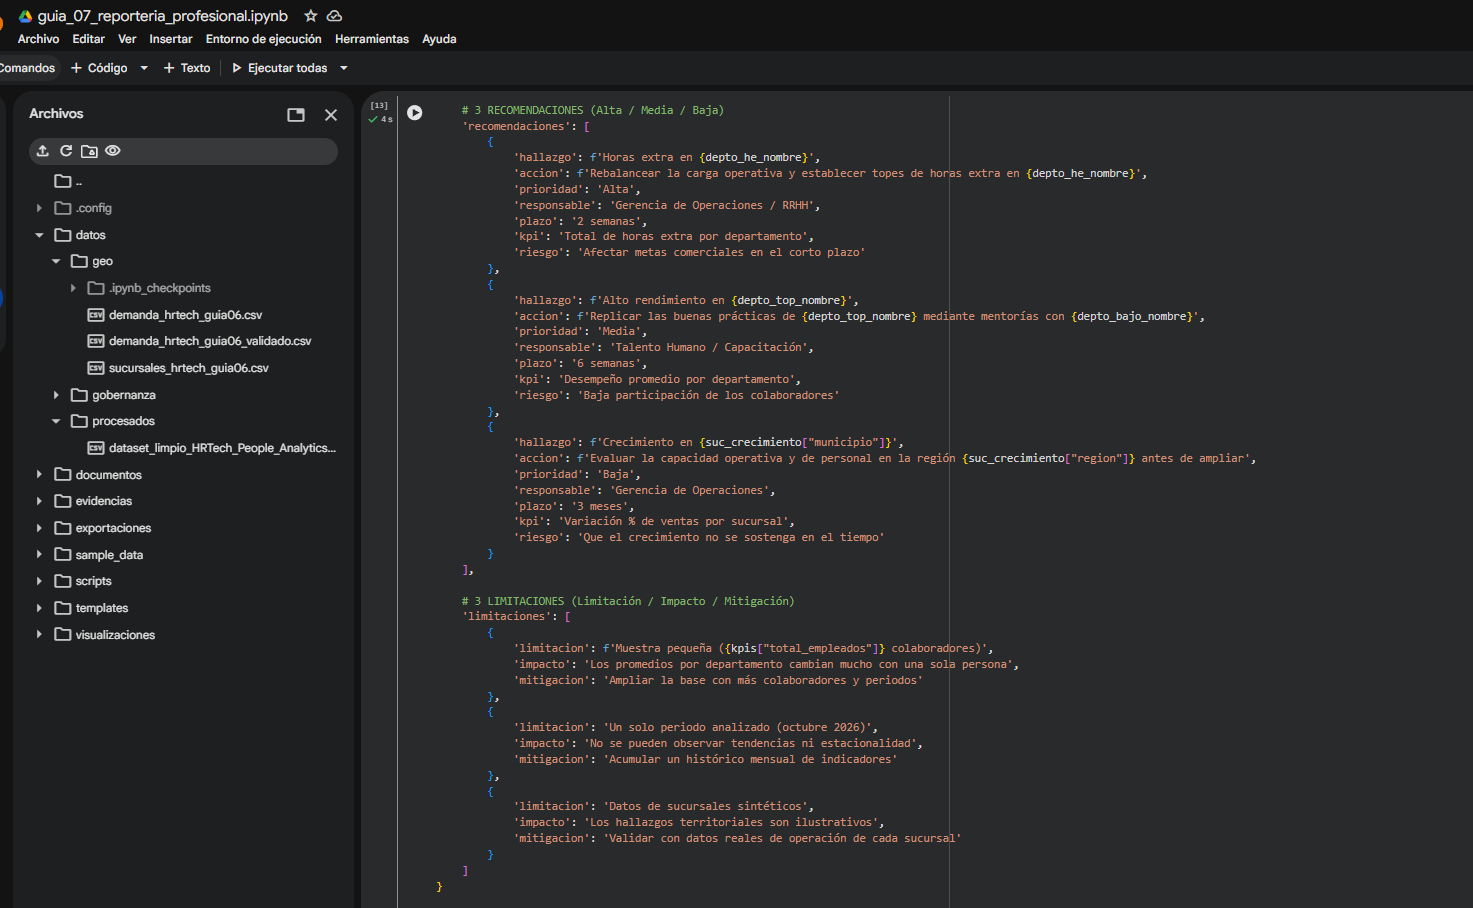 guia_07_reporteria_profesional.ipynb
Archivo Editar Ver Insertar Entorno de ejecución Herramientas Ayuda
Comandos + Código + Texto Ejecutar todas
Archivos
..
.config
datos
geo
.ipynb_checkpoints
demanda_hrtech_guia06.csv
demanda_hrtech_guia06_validado.csv
sucursales_hrtech_guia06.csv
gobernanza
procesados
dataset_limpio_HRTech_People_Analytics...
documentos
evidencias
exportaciones
sample_data
scripts
templates
visualizaciones
[13]
4 s
# 3 RECOMENDACIONES (Alta / Media / Baja)
'recomendaciones': [
{
'hallazgo': f'Horas extra en {depto_he_nombre}',
'accion': f'Rebalancear la carga operativa y establecer topes de horas extra en {depto_he_nombre}',
'prioridad': 'Alta',
'responsable': 'Gerencia de Operaciones / RRHH',
'plazo': '2 semanas',
'kpi': 'Total de horas extra por departamento',
'riesgo': 'Afectar metas comerciales en el corto plazo'
},
{
'hallazgo': f'Alto rendimiento en {depto_top_nombre}',
'accion': f'Replicar las buenas prácticas de {depto_top_nombre} mediante mentorías con {depto_bajo_nombre}',
'prioridad': 'Media',
'responsable': 'Talento Humano / Capacitación',
'plazo': '6 semanas',
'kpi': 'Desempeño promedio por departamento',
'riesgo': 'Baja participación de los colaboradores'
},
{
'hallazgo': f'Crecimiento en {suc_crecimiento["municipio"]}',
'accion': f'Evaluar la capacidad operativa y de personal en la región {suc_crecimiento["region"]} antes de ampliar',
'prioridad': 'Baja',
'responsable': 'Gerencia de Operaciones',
'plazo': '3 meses',
'kpi': 'Variación % de ventas por sucursal',
'riesgo': 'Que el crecimiento no se sostenga en el tiempo'
}
],
# 3 LIMITACIONES (Limitación / Impacto / Mitigación)
'limitaciones': [
{
'limitacion': f'Muestra pequeña ({kpis["total_empleados"]} colaboradores)',
'impacto': 'Los promedios por departamento cambian mucho con una sola persona',
'mitigacion': 'Ampliar la base con más colaboradores y periodos'
},
{
'limitacion': 'Un solo periodo analizado (octubre 2026)',
'impacto': 'No se pueden observar tendencias ni estacionalidad',
'mitigacion': 'Acumular un histórico mensual de indicadores'
},
{
'limitacion': 'Datos de sucursales sintéticos',
'impacto': 'Los hallazgos territoriales son ilustrativos',
'mitigacion': 'Validar con datos reales de operación de cada sucursal'
}
]
}